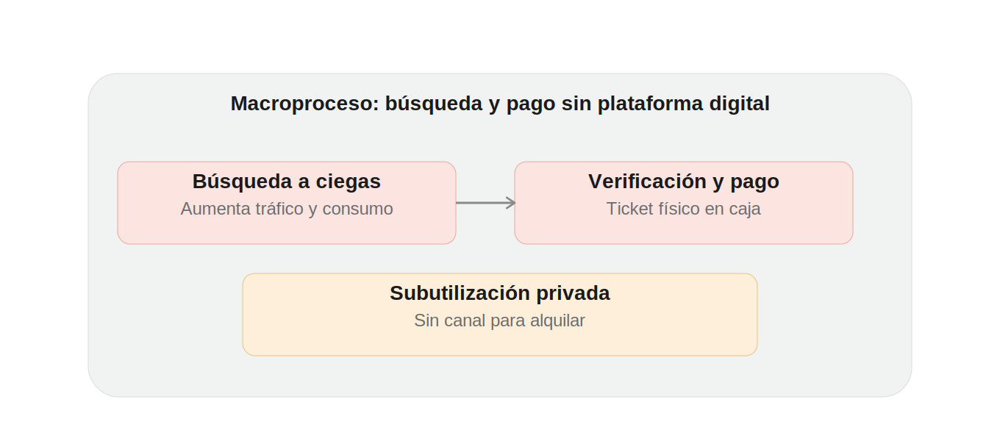 Macroproceso: búsqueda y pago sin plataforma digital
Búsqueda a ciegas
Aumenta tráfico y consumo
Verificación y pago
Ticket físico en caja
Subutilización privada
Sin canal para alquilar